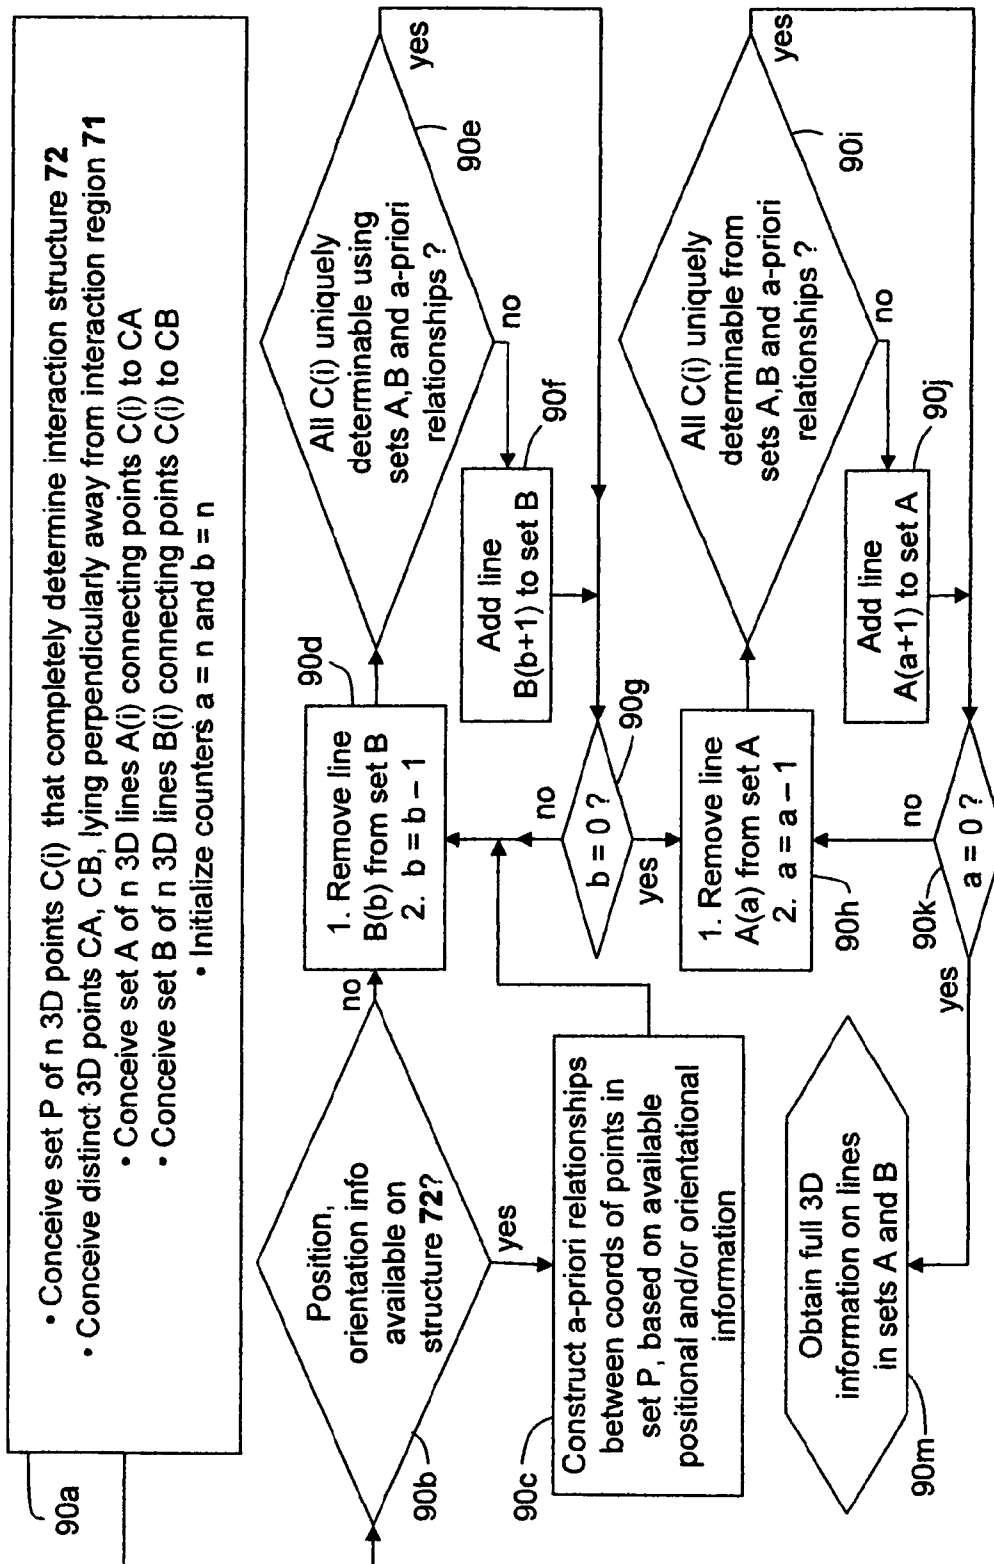 • Conceive set P of n 3D points C(i) that completely determine interaction structure 72
• Conceive distinct 3D points CA, CB, lying perpendicularly away from interaction region 71
• Conceive set A of n 3D lines A(i) connecting points C(i) to CA
• Conceive set B of n 3D lines B(i) connecting points C(i) to CB
• Initialize counters a = n and b = n
90a
Position,
orientation info
available on
structure 72?
90b
no
yes
Construct a-priori relationships
between coords of points in
set P, based on available
positional and/or orientational
information
90c
1. Remove line
B(b) from set B
2. b = b – 1
90d
All C(i) uniquely
determinable using
sets A,B and a-priori
relationships ?
90e
yes
no
Add line
B(b+1) to set B
90f
b = 0 ?
90g
no
yes
1. Remove line
A(a) from set A
2. a = a – 1
90h
All C(i) uniquely
determinable from
sets A,B and a-priori
relationships ?
90i
yes
no
Add line
A(a+1) to set A
90j
a = 0 ?
90k
no
yes
Obtain full 3D
information on lines
in sets A and B
90m